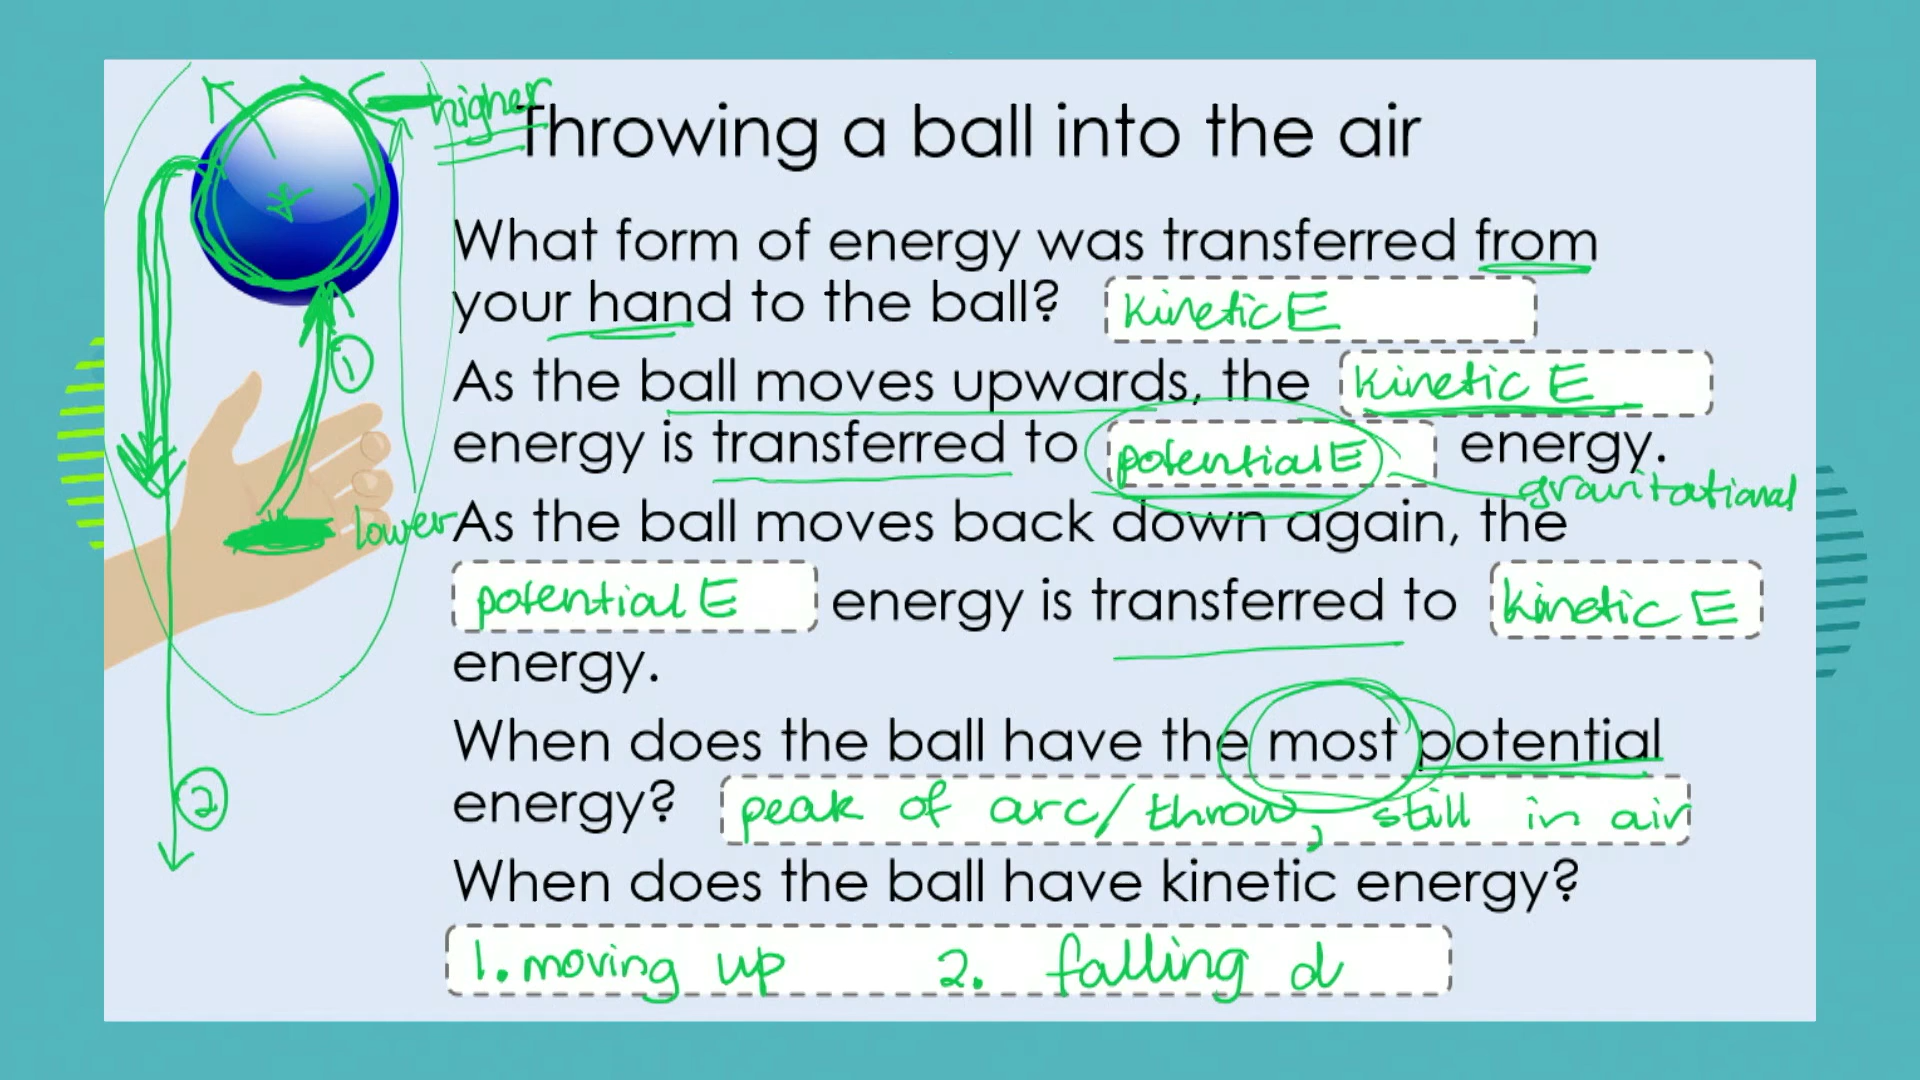 higher
Throwing a ball into the air
What form of energy was transferred from
your hand to the ball? kinetic E
1
As the ball moves upwards, the kinetic E
energy is transferred to potential E energy.
gravitational
lower
As the ball moves back down again, the
potential E energy is transferred to kinetic E
energy.
When does the ball have the most potential
energy? peak of arc/throw, still in air
2
When does the ball have kinetic energy?
1. moving up 2. falling d